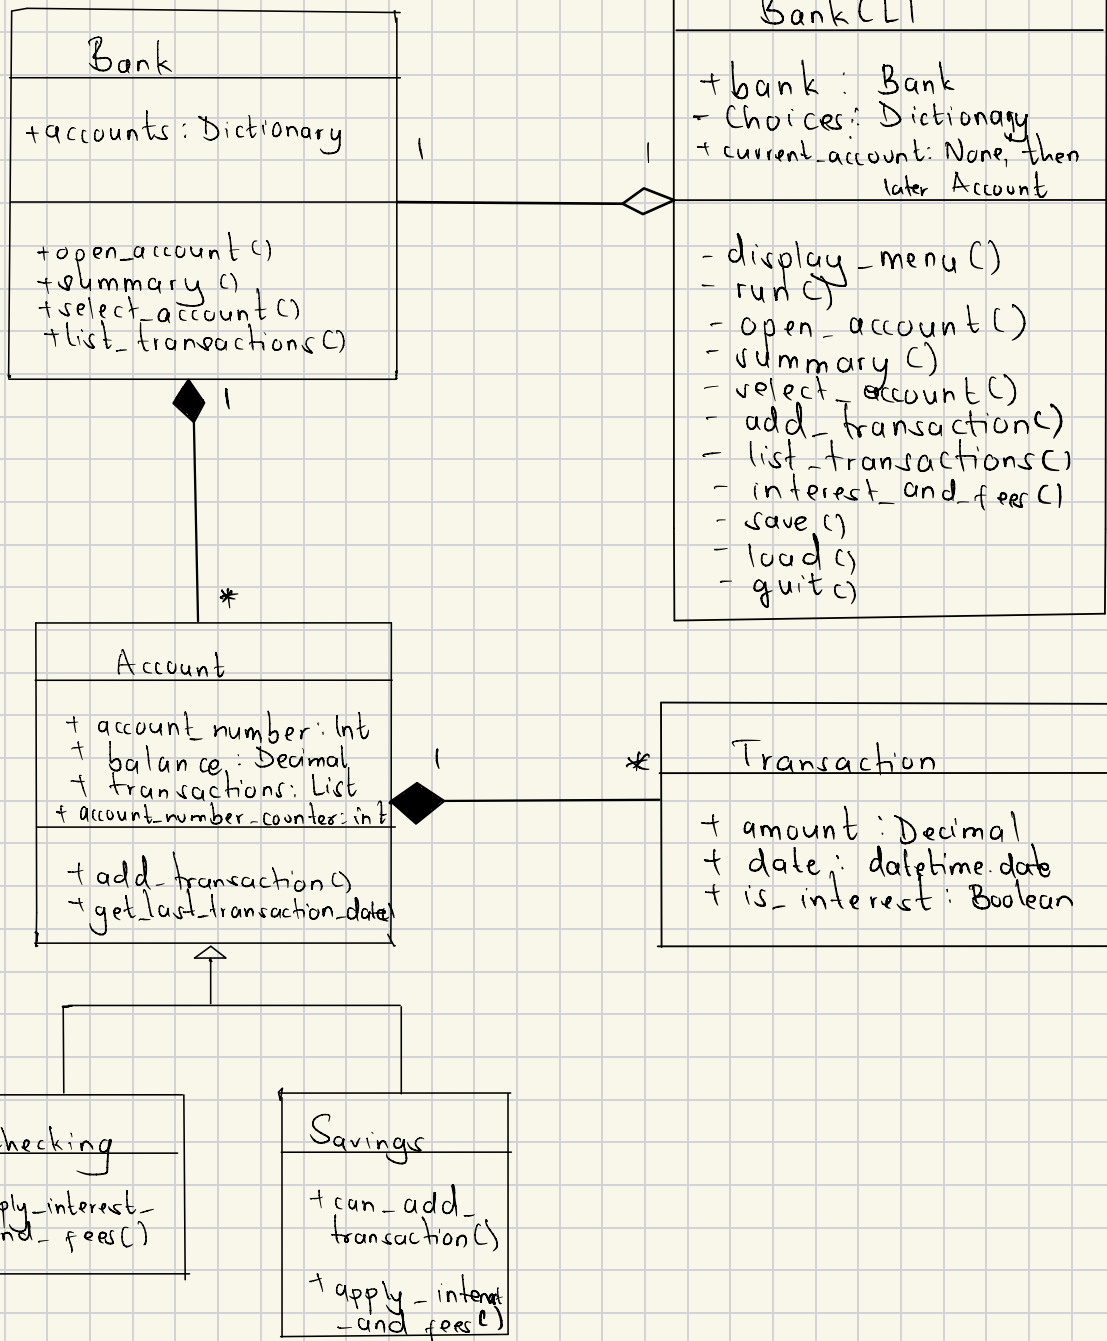 Bank
+accounts: Dictionary
+open_account()
+summary()
+select_account()
+list_transactions()
1
1
BankCLI
+bank: Bank
- Choices: Dictionary
+ current_account: None, then
later Account
- display_menu()
- run()
- open_account()
- summary()
- select_account()
- add_transaction()
- list_transactions()
- interest_and_fees()
- save()
- load()
- quit()
1
*
Account
+ account_number: Int
+ balance: Decimal
+ transactions: List
+ account_number_counter: int
+ add_transaction()
+ get_last_transaction_date()
1
*
Transaction
+ amount: Decimal
+ date: datetime.date
+ is_interest: Boolean
hecking
ply_interest_
nd_fees()
Savings
+ can_add_
transaction()
+ apply_interest
_and_fees()